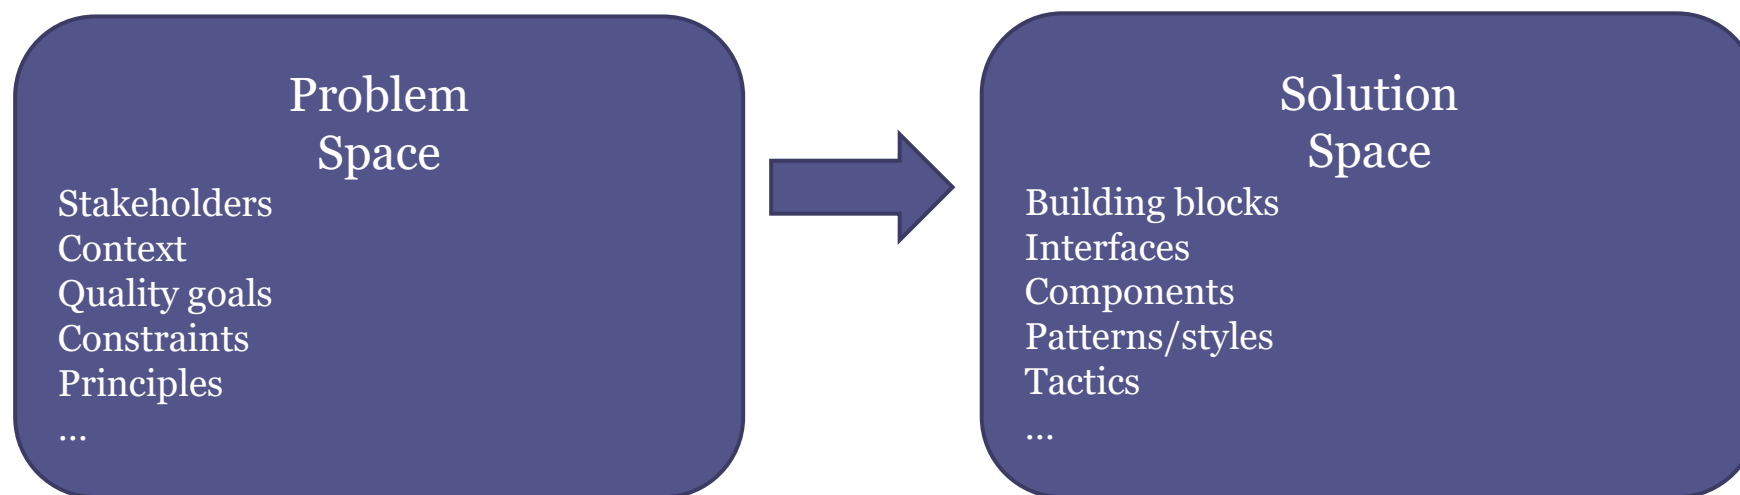 Problem
Space
Stakeholders
Context
Quality goals
Constraints
Principles
...
Solution
Space
Building blocks
Interfaces
Components
Patterns/styles
Tactics
...